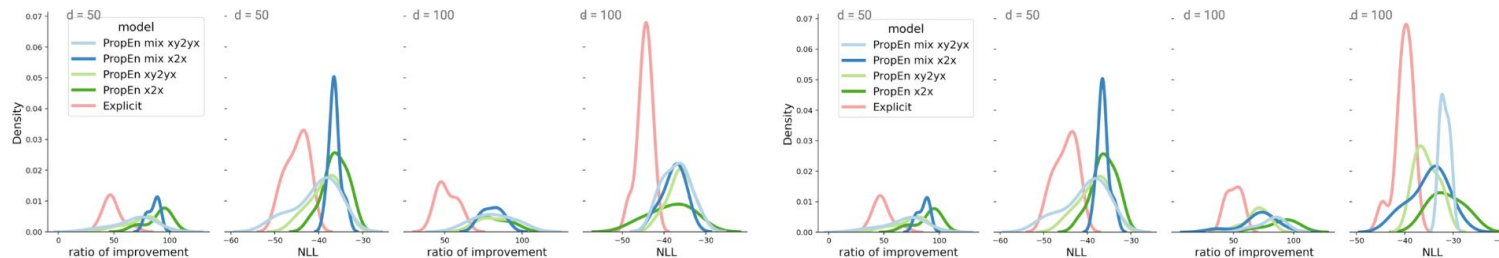 d = 50
d = 50
d = 100
d = 100
0.07
0.06
0.05
0.04
0.03
0.02
0.01
0.00
Density
model
PropEn mix xy2yx
PropEn mix x2x
PropEn xy2yx
PropEn x2x
Explicit
0 50 100
ratio of improvement
−60 −50 −40 −30
NLL
50 100
ratio of improvement
−50 −40 −30
NLL
d = 50
d = 50
d = 100
d = 100
0.07
0.06
0.05
0.04
0.03
0.02
0.01
0.00
Density
model
PropEn mix xy2yx
PropEn mix x2x
PropEn xy2yx
PropEn x2x
Explicit
0 50 100
ratio of improvement
−60 −50 −40 −30
NLL
0 50 100
ratio of improvement
−50 −40 −30
NLL